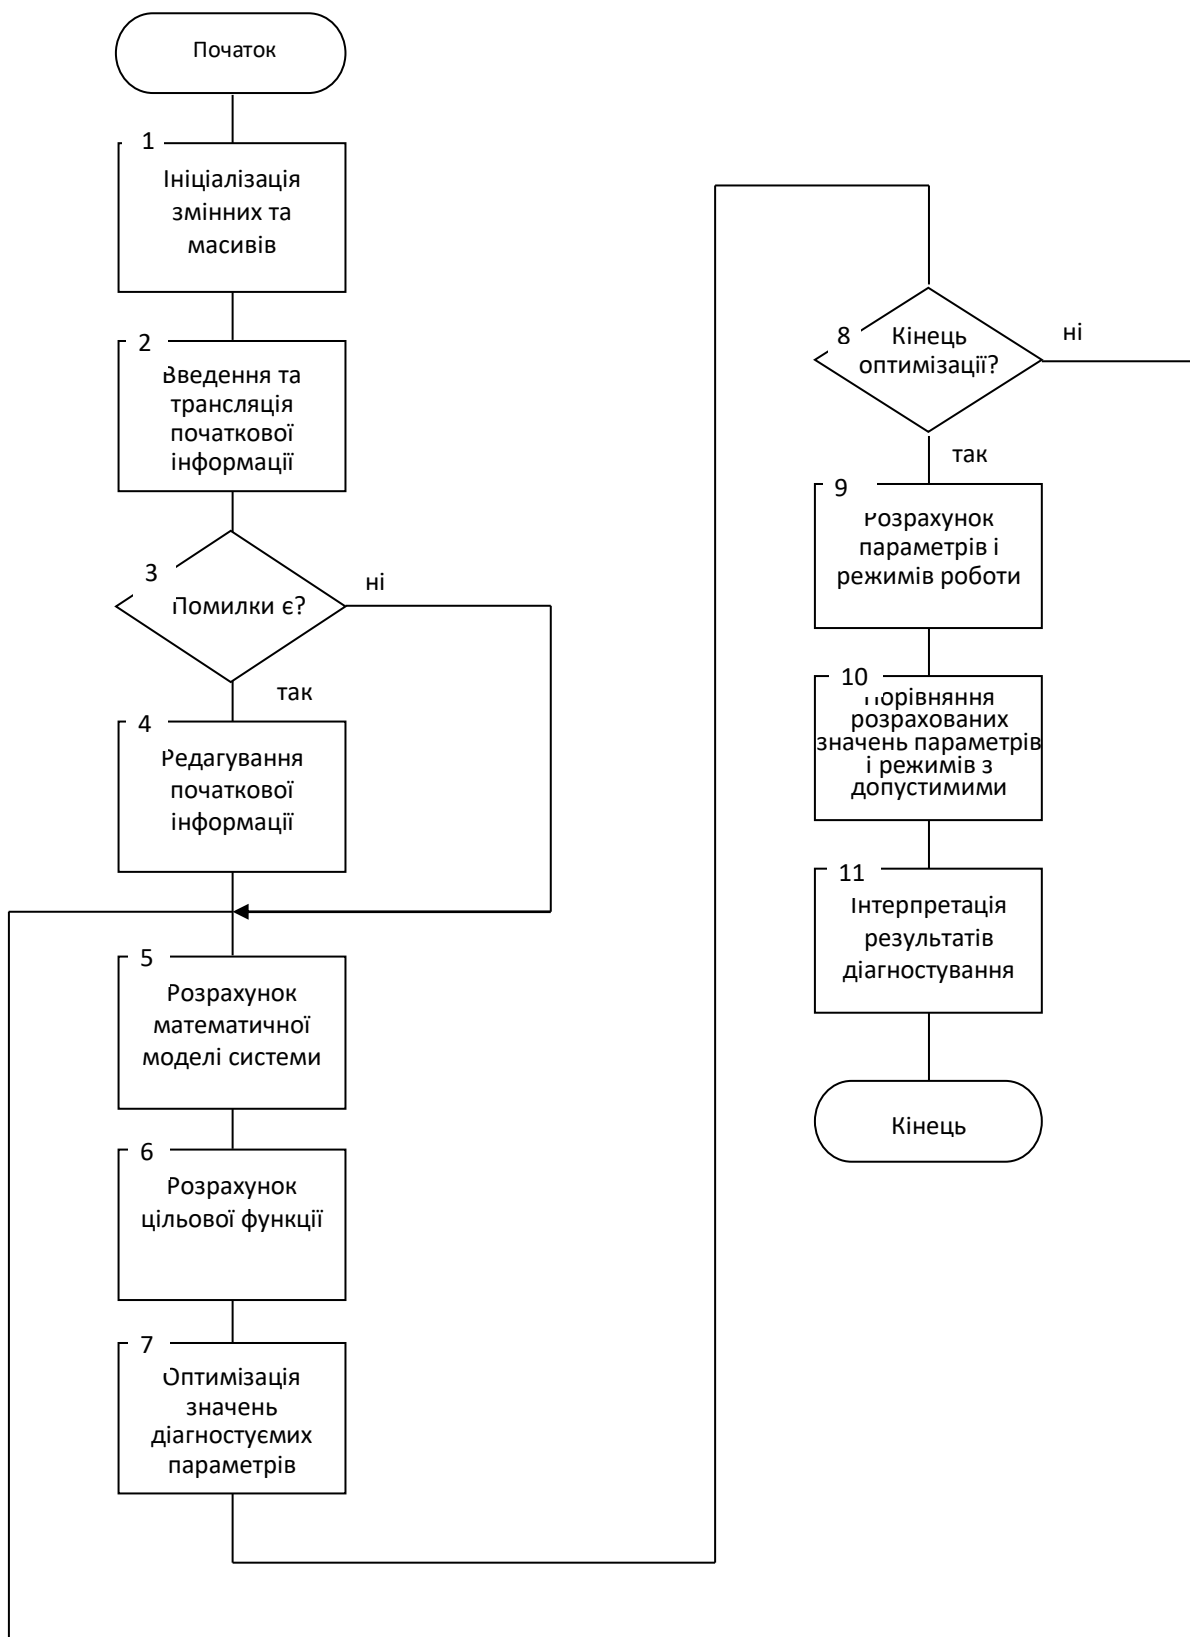 Початок
1
Ініціалізація
змінних та
масивів
2
Введення та
трансляція
початкової
інформації
3
Помилки є?
ні
так
4
Редагування
початкової
інформації
5
Розрахунок
математичної
моделі системи
6
Розрахунок
цільової функції
7
Оптимізація
значень
діагностуємих
параметрів
8
Кінець
оптимізації?
ні
так
9
Розрахунок
параметрів і
режимів роботи
10
Порівняння
розрахованих
значень параметрів
і режимів з
допустимими
11
Інтерпретація
результатів
діагностування
Кінець